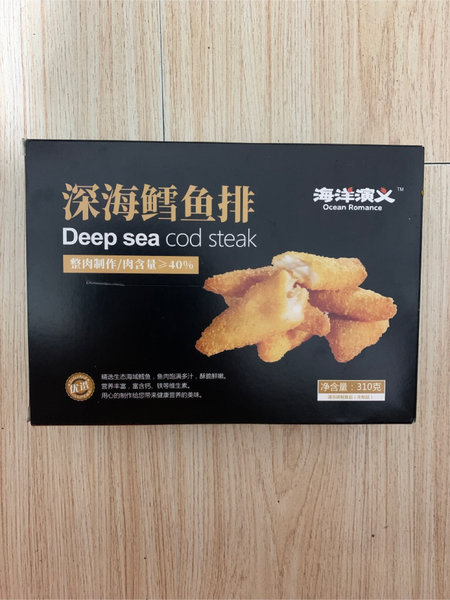 深海鳕鱼排
Deep sea cod steak
整肉制作/肉含量≥40%
海洋演义™
Ocean Romance
优选
精选生态海域鳕鱼,鱼肉饱满多汁,酥脆鲜嫩。
营养丰富,富含钙、铁等维生素。
用心的制作给您带来健康营养的美味。
净含量:310克